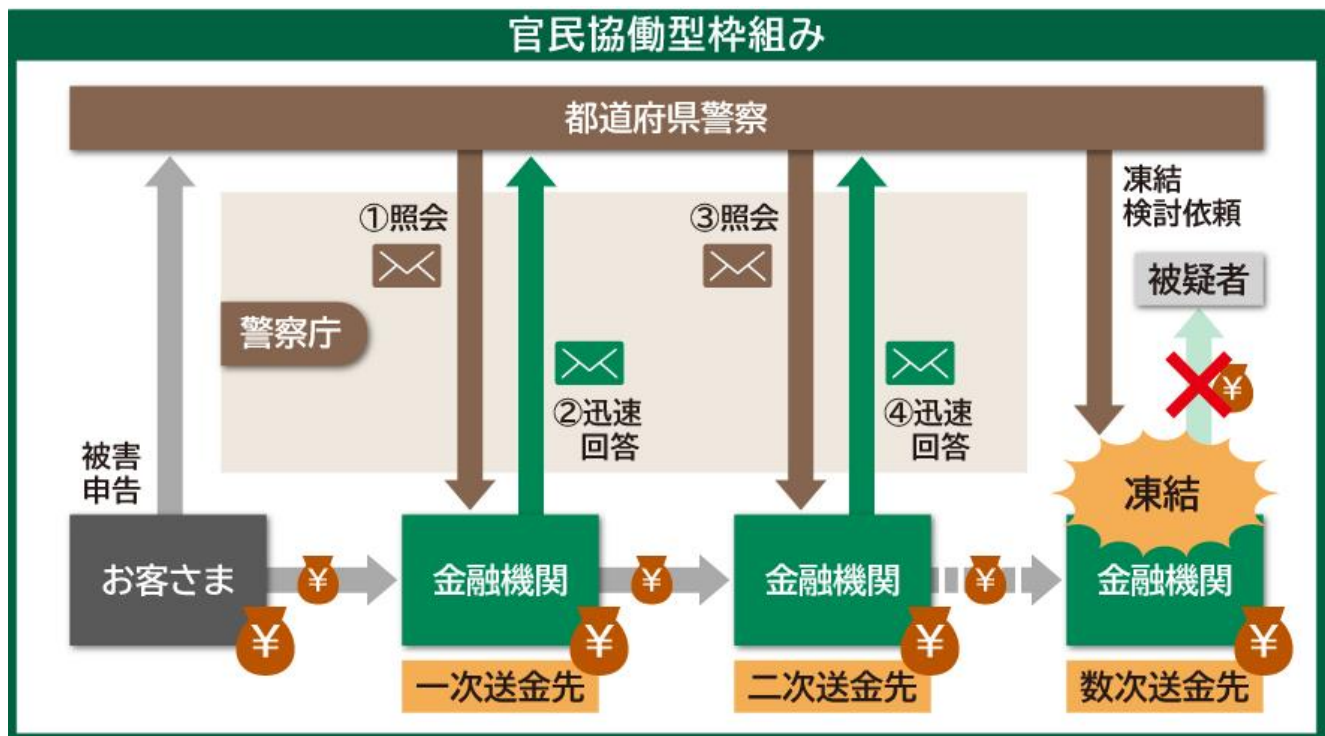 官民協働型枠組み
都道府県警察
①照会
③照会
凍結
検討依頼
被疑者
警察庁
¥
②迅速
回答
④迅速
回答
被害
申告
凍結
お客さま
¥
金融機関
¥
金融機関
¥
金融機関
¥
¥
¥
¥
一次送金先
二次送金先
数次送金先